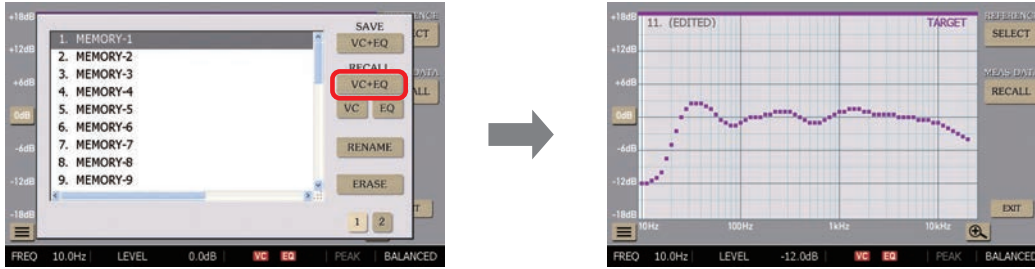 +18dB
+12dB
+6dB
0dB
-6dB
-12dB
-18dB
1. MEMORY-1
2. MEMORY-2
3. MEMORY-3
4. MEMORY-4
5. MEMORY-5
6. MEMORY-6
7. MEMORY-7
8. MEMORY-8
9. MEMORY-9
SAVE
VC+EQ
RECALL
VC+EQ
VC EQ
RENAME
ERASE
1 2
FREQ 10.0Hz LEVEL 0.0dB VC EQ PEAK BALANCED
+18dB
+12dB
+6dB
0dB
-6dB
-12dB
-18dB
11. (EDITED) TARGET
10Hz 100Hz 1kHz 10kHz
REFERENCE
SELECT
MEAS DATA
RECALL
EXIT
FREQ 10.0Hz LEVEL -12.0dB VC EQ PEAK BALANCED